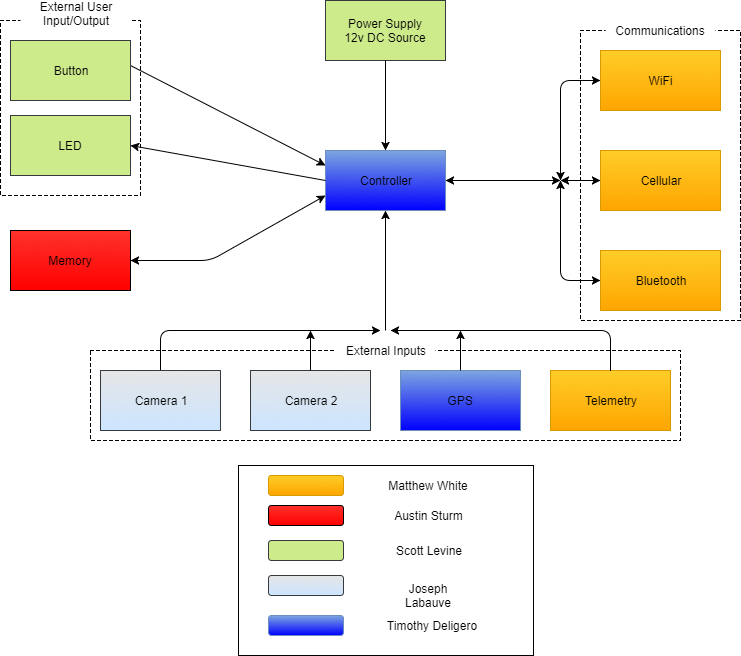 External User
Input/Output
Button
LED
Memory
Power Supply
12v DC Source
Controller
Communications
WiFi
Cellular
Bluetooth
External Inputs
Camera 1
Camera 2
GPS
Telemetry
Matthew White
Austin Sturm
Scott Levine
Joseph
Labauve
Timothy Deligero